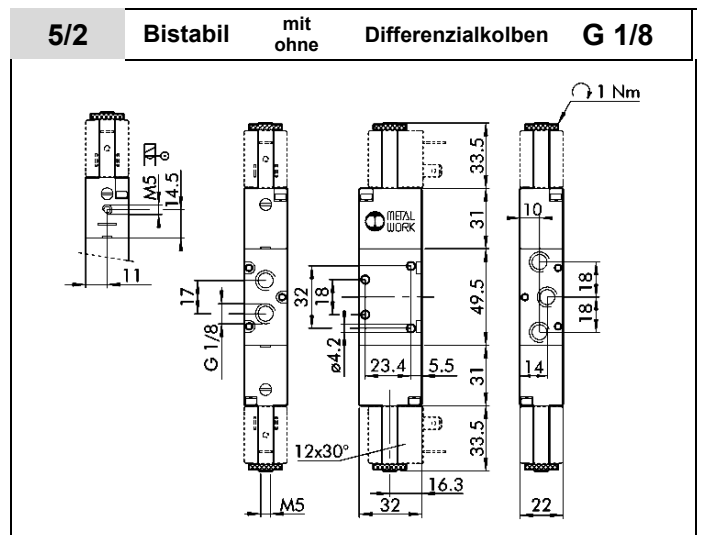 5/2 Bistabil mit ohne Differenzialkolben G 1/8
1 Nm
M5
14.5
11
17
G 1/8
M5
METAL
WORK
32
18
ø4.2
23.4
5.5
12x30°
16.3
32
33.5
31
49.5
31
33.5
10
18
18
14
22